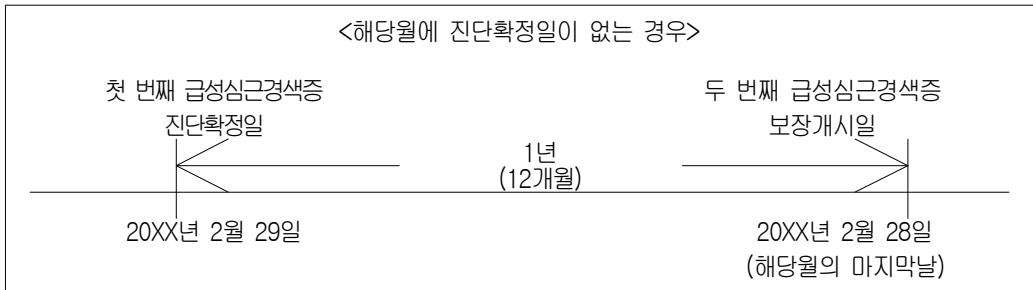 <해당월에 진단확정일이 없는 경우>
첫 번째 급성심근경색증
진단확정일
두 번째 급성심근경색증
보장개시일
1년
(12개월)
20XX년 2월 29일
20XX년 2월 28일
(해당월의 마지막날)